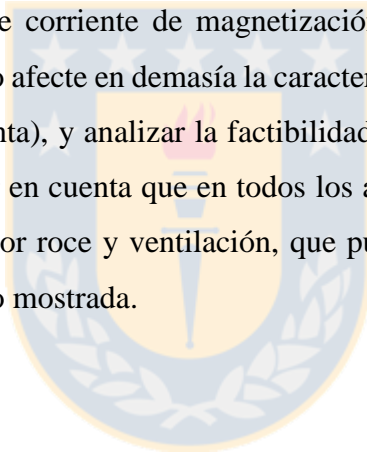 e corriente de magnetización
o afecte en demasía la caracter
nta), y analizar la factibilidad
en cuenta que en todos los a
or roce y ventilación, que pu
o mostrada.